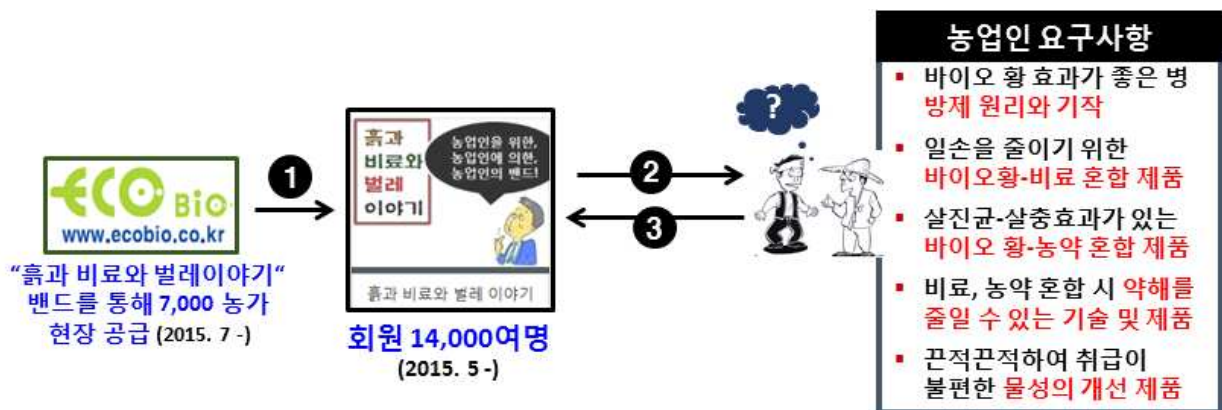 ECO Bio
www.ecobio.co.kr
"흙과 비료와 벌레이야기"
밴드를 통해 7,000 농가
현장 공급 (2015. 7 -)
1
흙과
비료와
벌레
이야기
농업인을 위한,
농업인에 의한,
농업인의 밴드!
흙과 비료와 벌레 이야기
회원 14,000여명
(2015. 5 -)
2
3
?
농업인 요구사항
▪ 바이오 황 효과가 좋은 병
방제 원리와 기작
▪ 일손을 줄이기 위한
바이오황-비료 혼합 제품
▪ 살진균-살충효과가 있는
바이오 황-농약 혼합 제품
▪ 비료, 농약 혼합 시 약해를
줄일 수 있는 기술 및 제품
▪ 끈적끈적하여 취급이
불편한 물성의 개선 제품